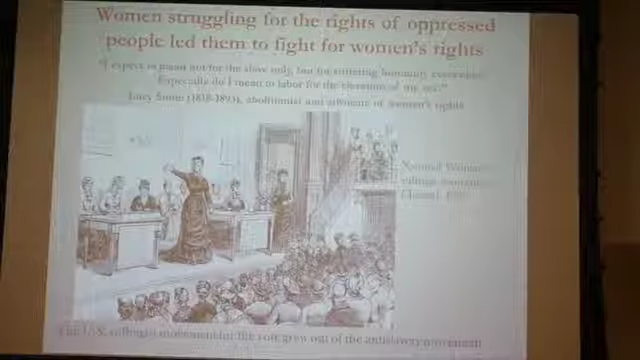 Women struggling for the rights of oppressed
people led them to fight for women's rights
"I expect to plead not for the slave only, but for suffering humanity everywhere.
Especially do I mean to labor for the elevation of my sex."
Lucy Stone (1818-1893), abolitionist and advocate of women's rights
National Woman
suffrage
The U.S. suffragist movement for the vote grew out of the antislavery movement